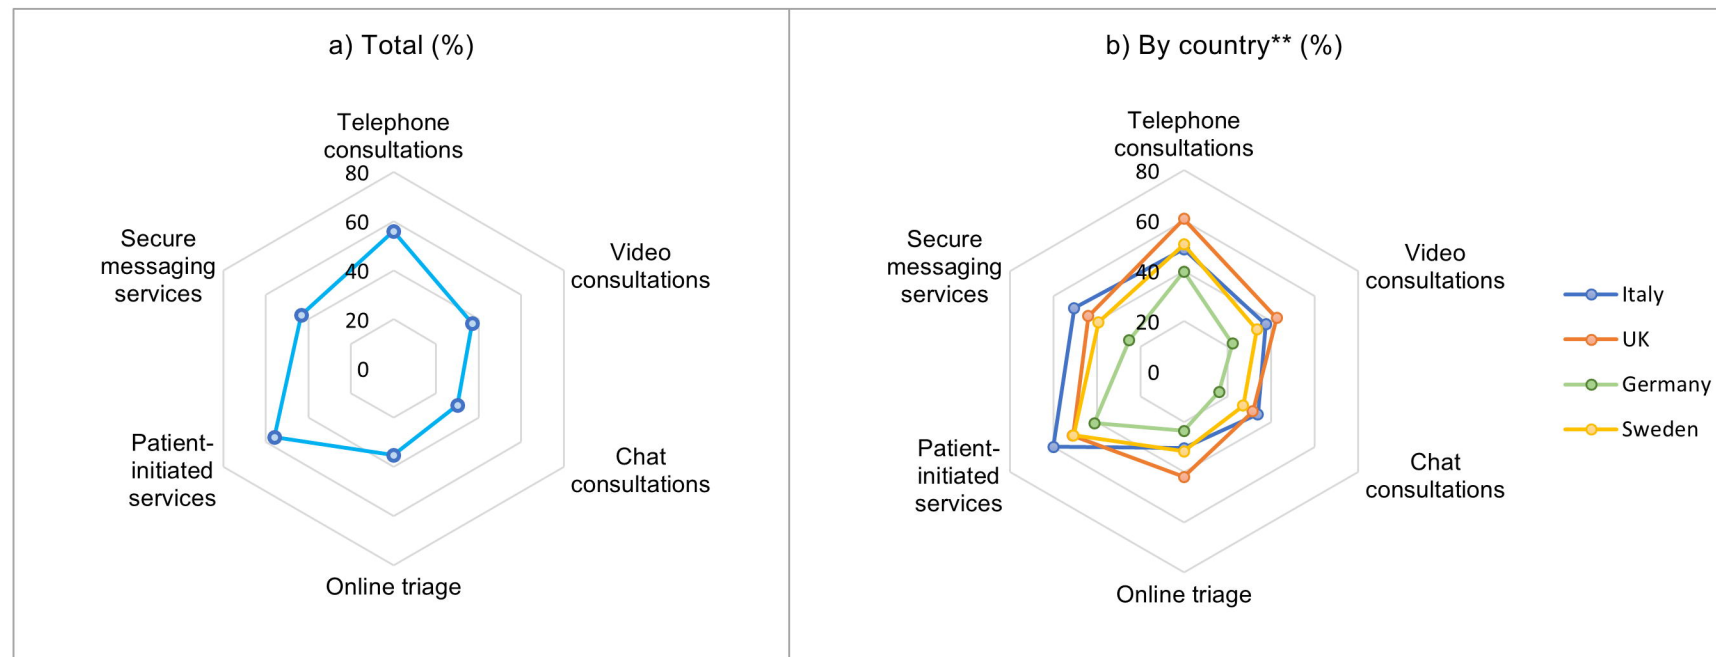 a) Total (%)
Telephone
consultations
80
60
40
20
0
Video
consultations
Chat
consultations
Online triage
Patient-
initiated
services
Secure
messaging
services
b) By country** (%)
Telephone
consultations
80
60
40
20
0
Video
consultations
Chat
consultations
Online triage
Patient-
initiated
services
Secure
messaging
services
Italy
UK
Germany
Sweden